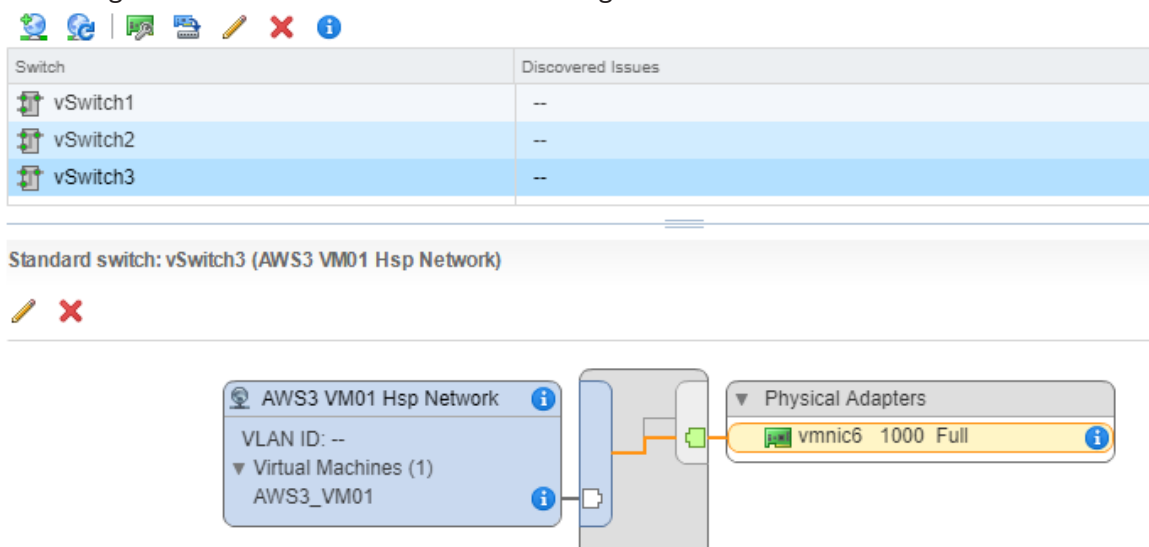 Switch Discovered Issues
vSwitch1 --
vSwitch2 --
vSwitch3 --
Standard switch: vSwitch3 (AWS3 VM01 Hsp Network)
AWS3 VM01 Hsp Network
VLAN ID: --
Virtual Machines (1)
AWS3_VM01
Physical Adapters
vmnic6 1000 Full